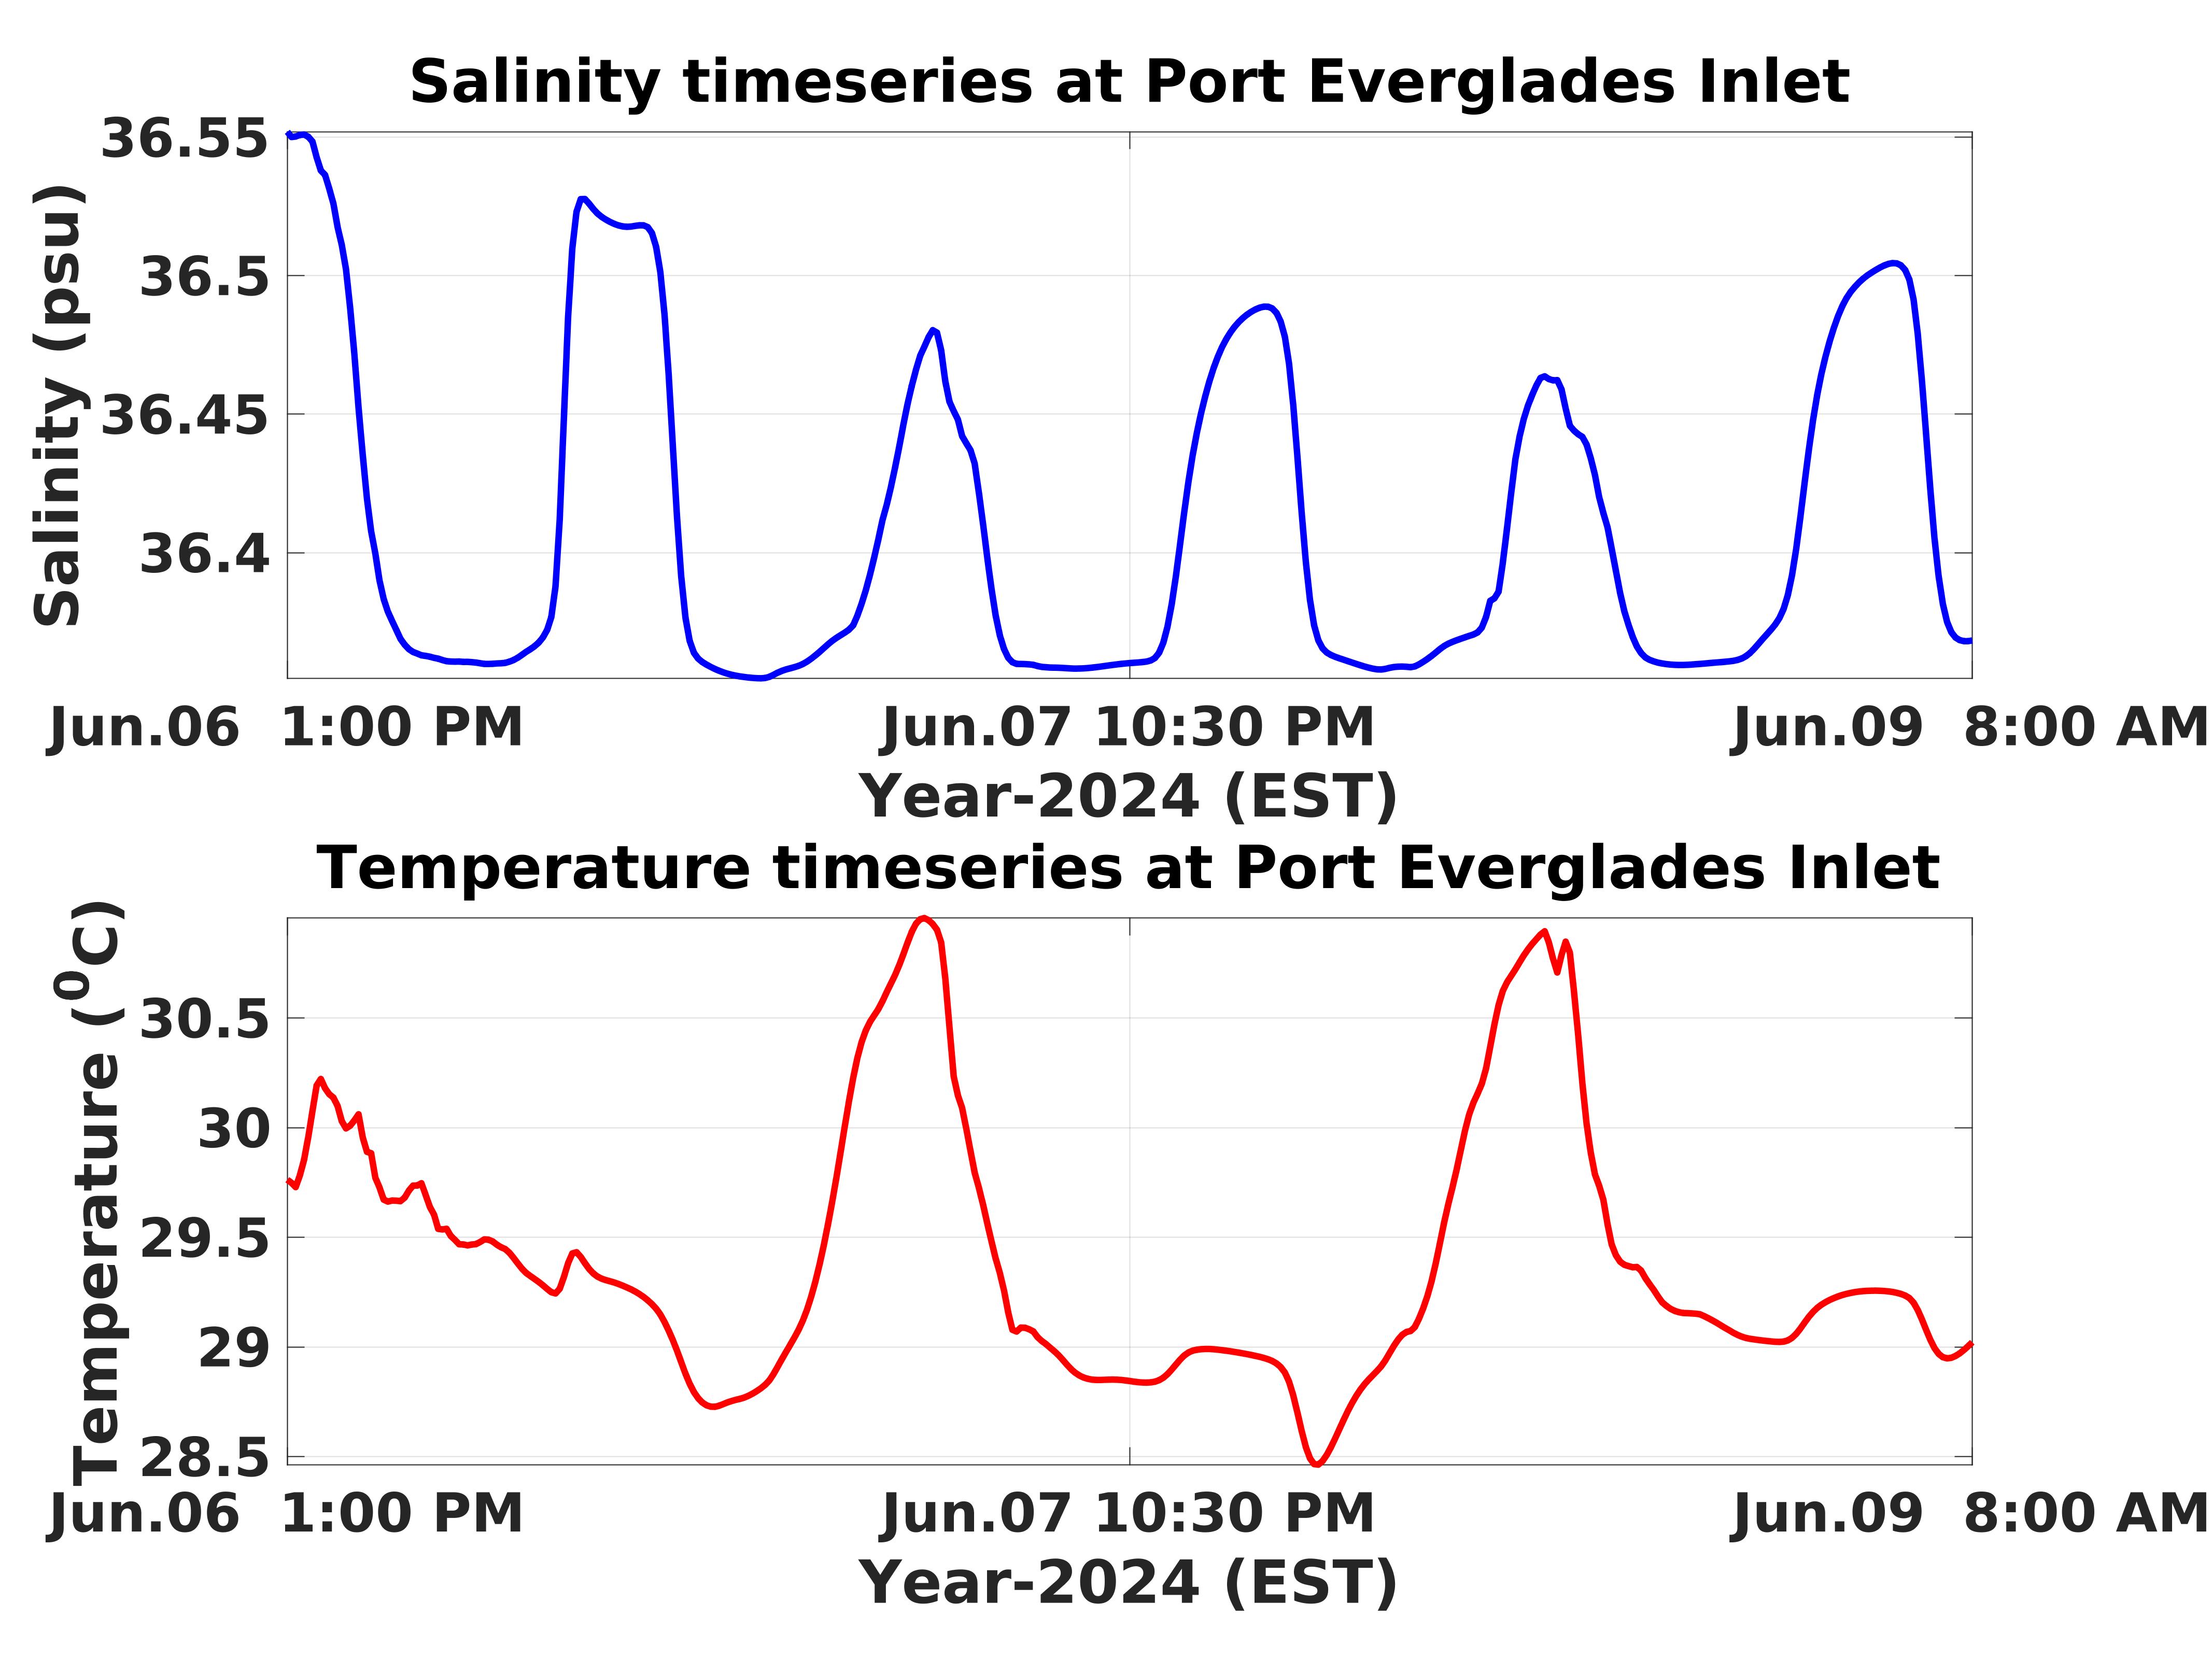 Salinity timeseries at Port Everglades Inlet
Salinity (psu)
36.55
36.5
36.45
36.4
Jun.06 1:00 PM
Jun.07 10:30 PM
Jun.09 8:00 AM
Year-2024 (EST)
Temperature timeseries at Port Everglades Inlet
Temperature (⁰C)
30.5
30
29.5
29
28.5
Jun.06 1:00 PM
Jun.07 10:30 PM
Jun.09 8:00 AM
Year-2024 (EST)